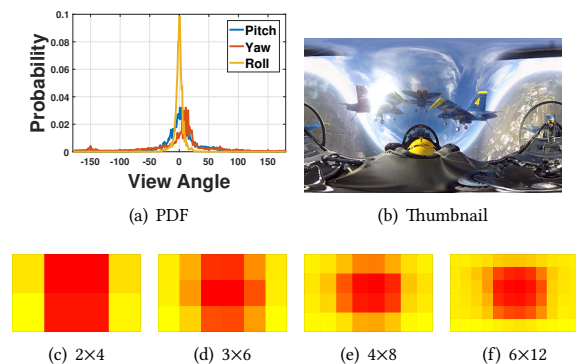 0.1
0.08
0.06
0.04
0.02
0
Probability
Pitch
Yaw
Roll
-150 -100 -50 0 50 100 150
View Angle
(a) PDF
4
(b) Thumbnail
(c) 2×4
(d) 3×6
(e) 4×8
(f) 6×12